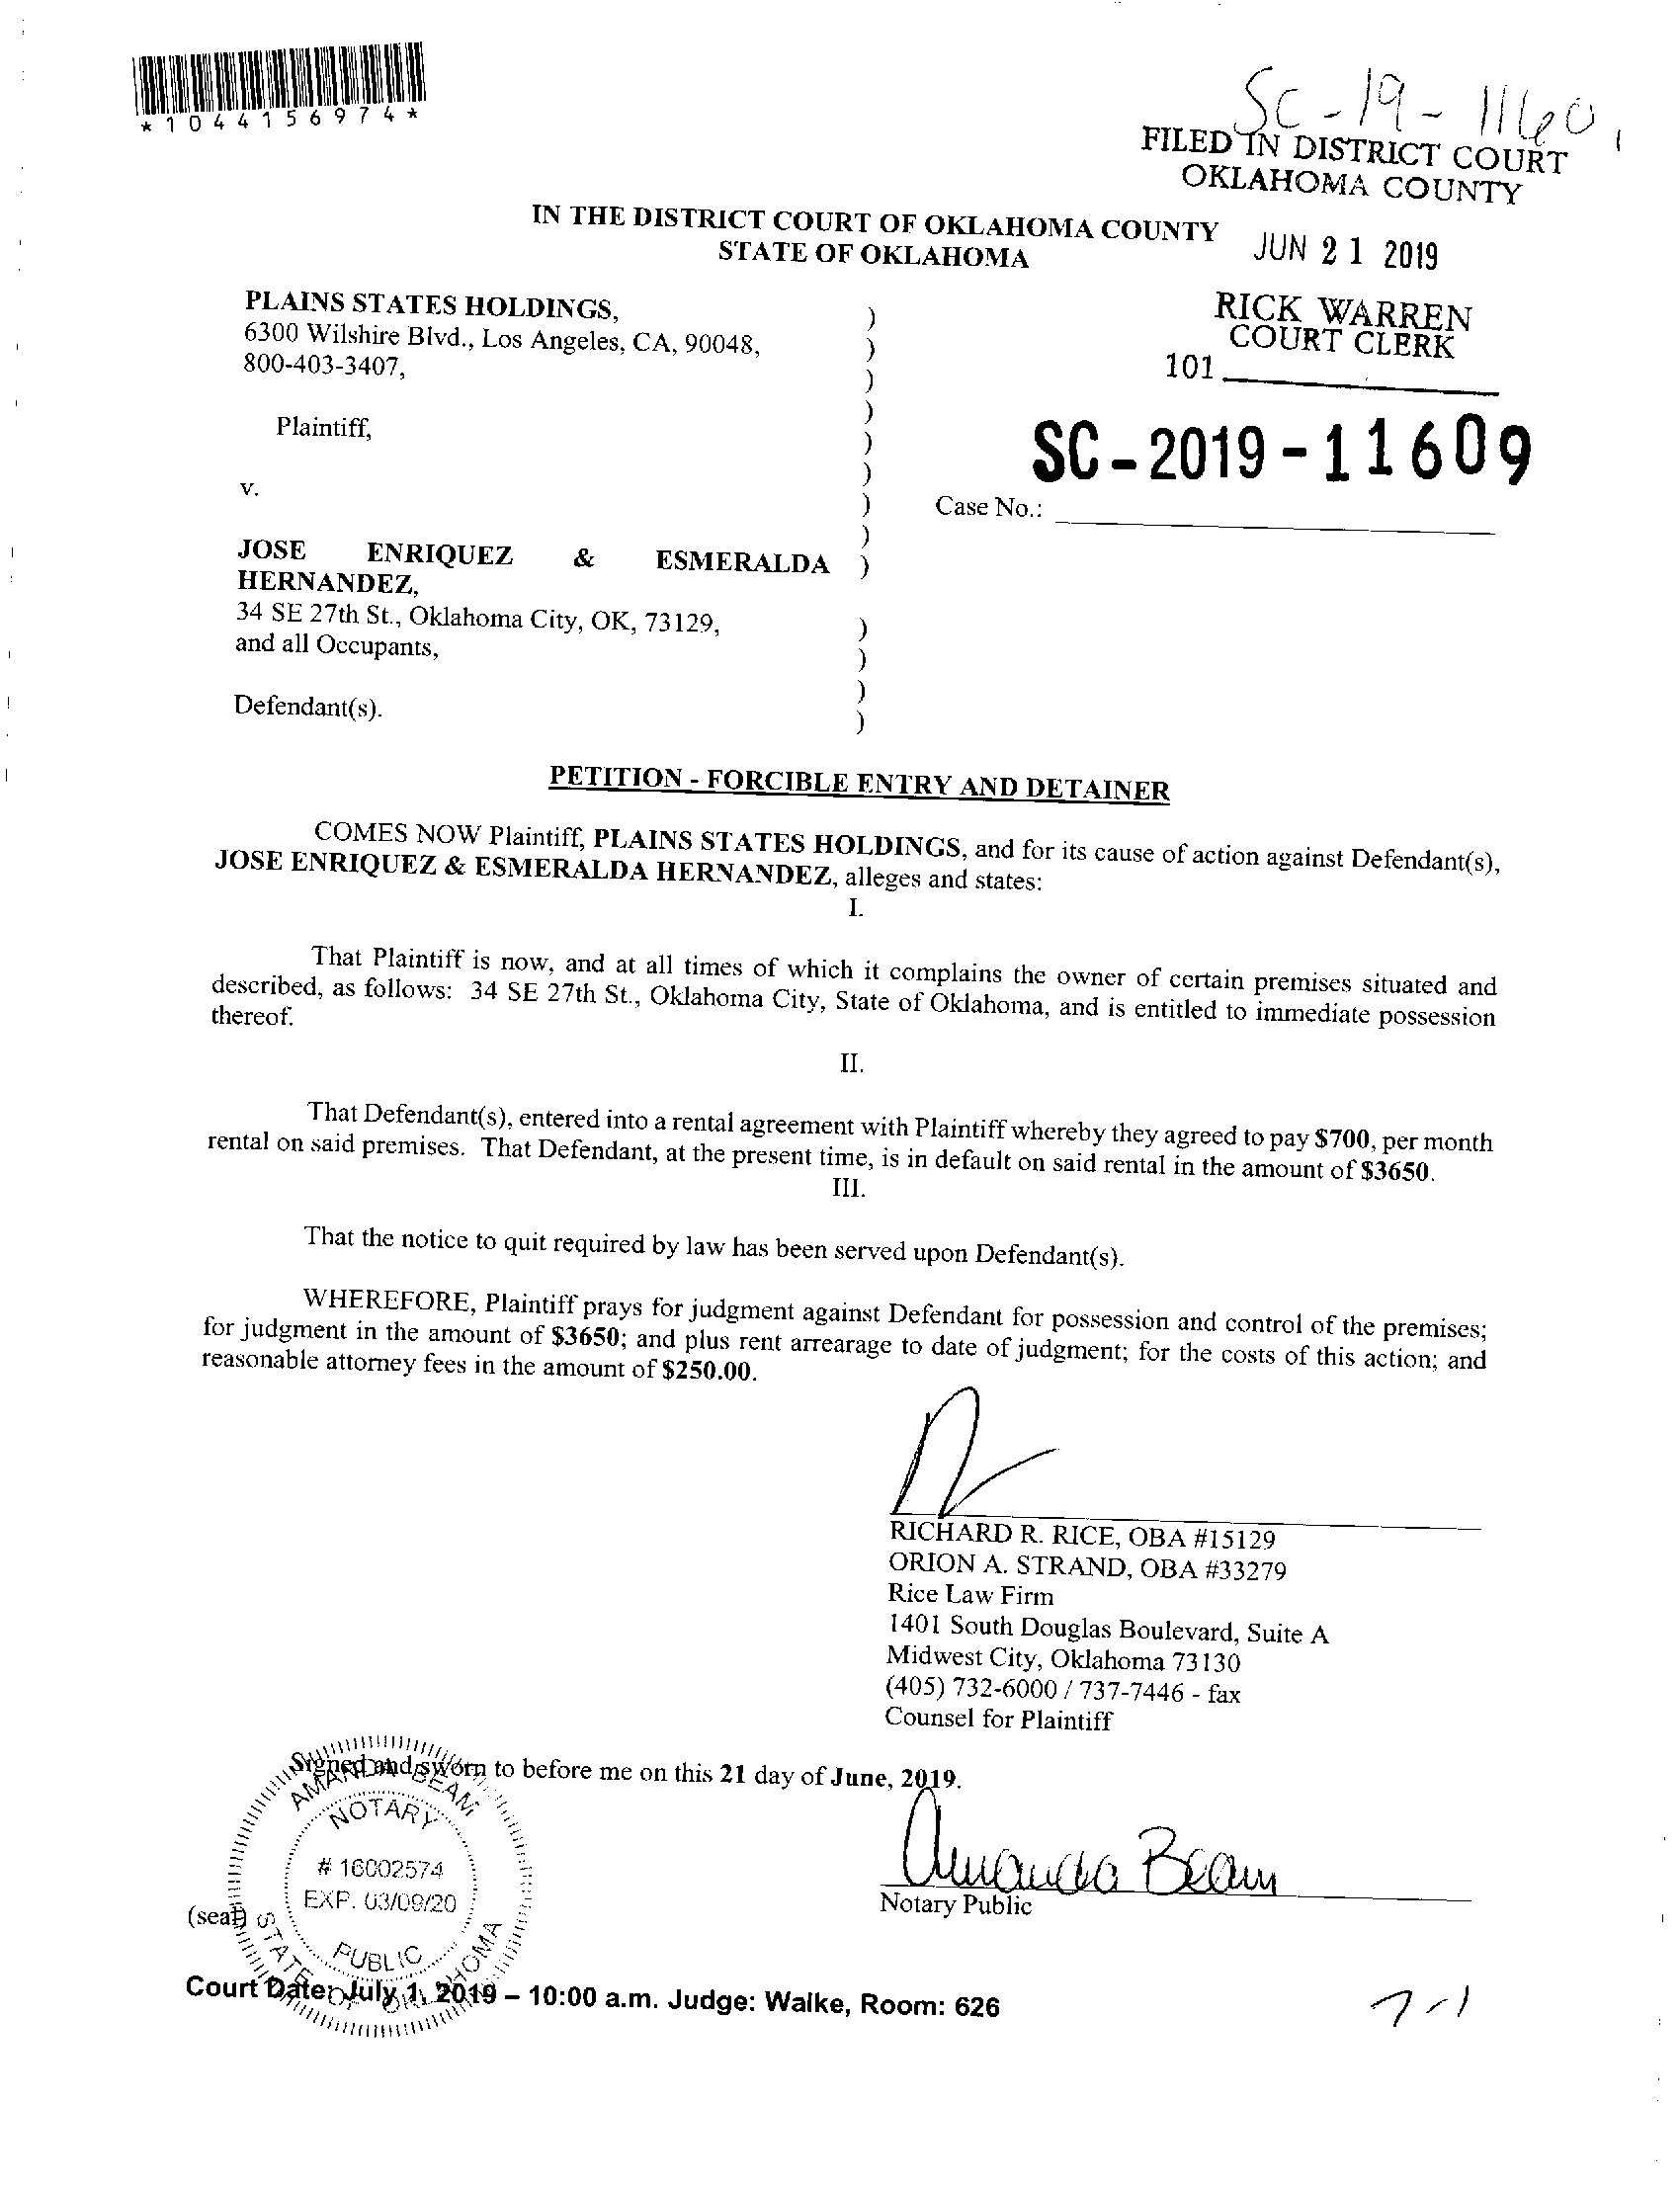 *1044156974*
SC-19-1160
FILED IN DISTRICT COURT
OKLAHOMA COUNTY
IN THE DISTRICT COURT OF OKLAHOMA COUNTY
STATE OF OKLAHOMA
JUN 21 2019
PLAINS STATES HOLDINGS,
6300 Wilshire Blvd., Los Angeles, CA, 90048,
800-403-3407,
RICK WARREN
COURT CLERK
101
Plaintiff,
SC-2019-11609
v.
Case No.:
JOSE ENRIQUEZ & ESMERALDA
HERNANDEZ,
34 SE 27th St., Oklahoma City, OK, 73129,
and all Occupants,
Defendant(s).
)
)
)
)
)
)
)
)
)
)
)
)
)
PETITION - FORCIBLE ENTRY AND DETAINER
COMES NOW Plaintiff, PLAINS STATES HOLDINGS, and for its cause of action against Defendant(s),
JOSE ENRIQUEZ & ESMERALDA HERNANDEZ, alleges and states:
I.
That Plaintiff is now, and at all times of which it complains the owner of certain premises situated and
described, as follows: 34 SE 27th St., Oklahoma City, State of Oklahoma, and is entitled to immediate possession
thereof.
II.
That Defendant(s), entered into a rental agreement with Plaintiff whereby they agreed to pay $700, per month
rental on said premises. That Defendant, at the present time, is in default on said rental in the amount of $3650.
III.
That the notice to quit required by law has been served upon Defendant(s).
WHEREFORE, Plaintiff prays for judgment against Defendant for possession and control of the premises;
for judgment in the amount of $3650; and plus rent arrearage to date of judgment; for the costs of this action; and
reasonable attorney fees in the amount of $250.00.
RICHARD R. RICE, OBA #15129
ORION A. STRAND, OBA #33279
Rice Law Firm
1401 South Douglas Boulevard, Suite A
Midwest City, Oklahoma 73130
(405) 732-6000 / 737-7446 - fax
Counsel for Plaintiff
Signed and sworn to before me on this 21 day of June, 2019.
AMANDA BEAM
NOTARY
# 16002574
EXP. 03/09/20
PUBLIC
STATE OF OKLAHOMA
Amanda Beam
Notary Public
(seal)
Court Date: July 1, 2019 – 10:00 a.m. Judge: Walke, Room: 626
7-1